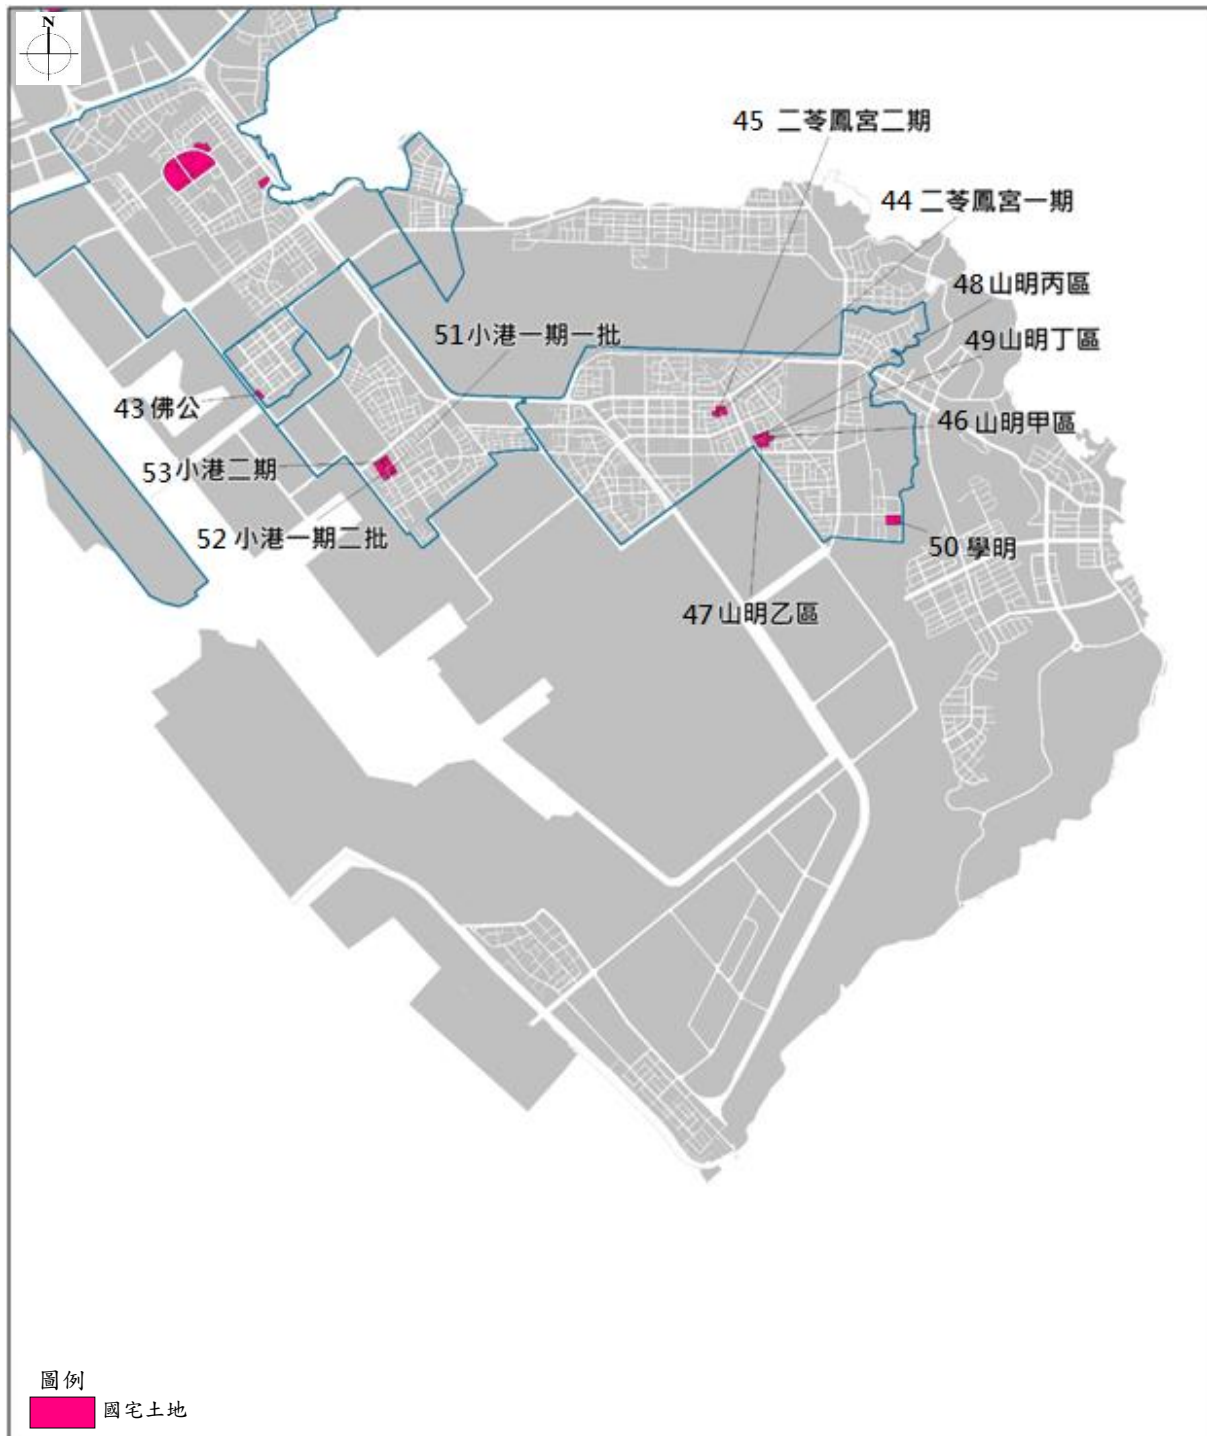 N
45 二苓鳳宮二期
44 二苓鳳宮一期
48 山明丙區
51 小港一期一批
49 山明丁區
43 佛公
46 山明甲區
53 小港二期
52 小港一期二批
50 學明
47 山明乙區
圖例
國宅土地